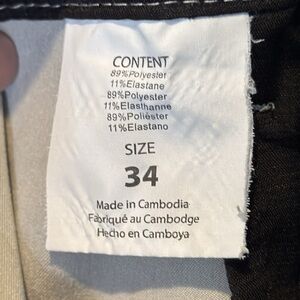 CONTENT
89%Polyester
11%Elastane
89%Polyester
11%Elasthanne
89%Poliéster
11%Elastano
SIZE
34
Made in Cambodia
Fabriqué au Cambodge
Hecho en Camboya